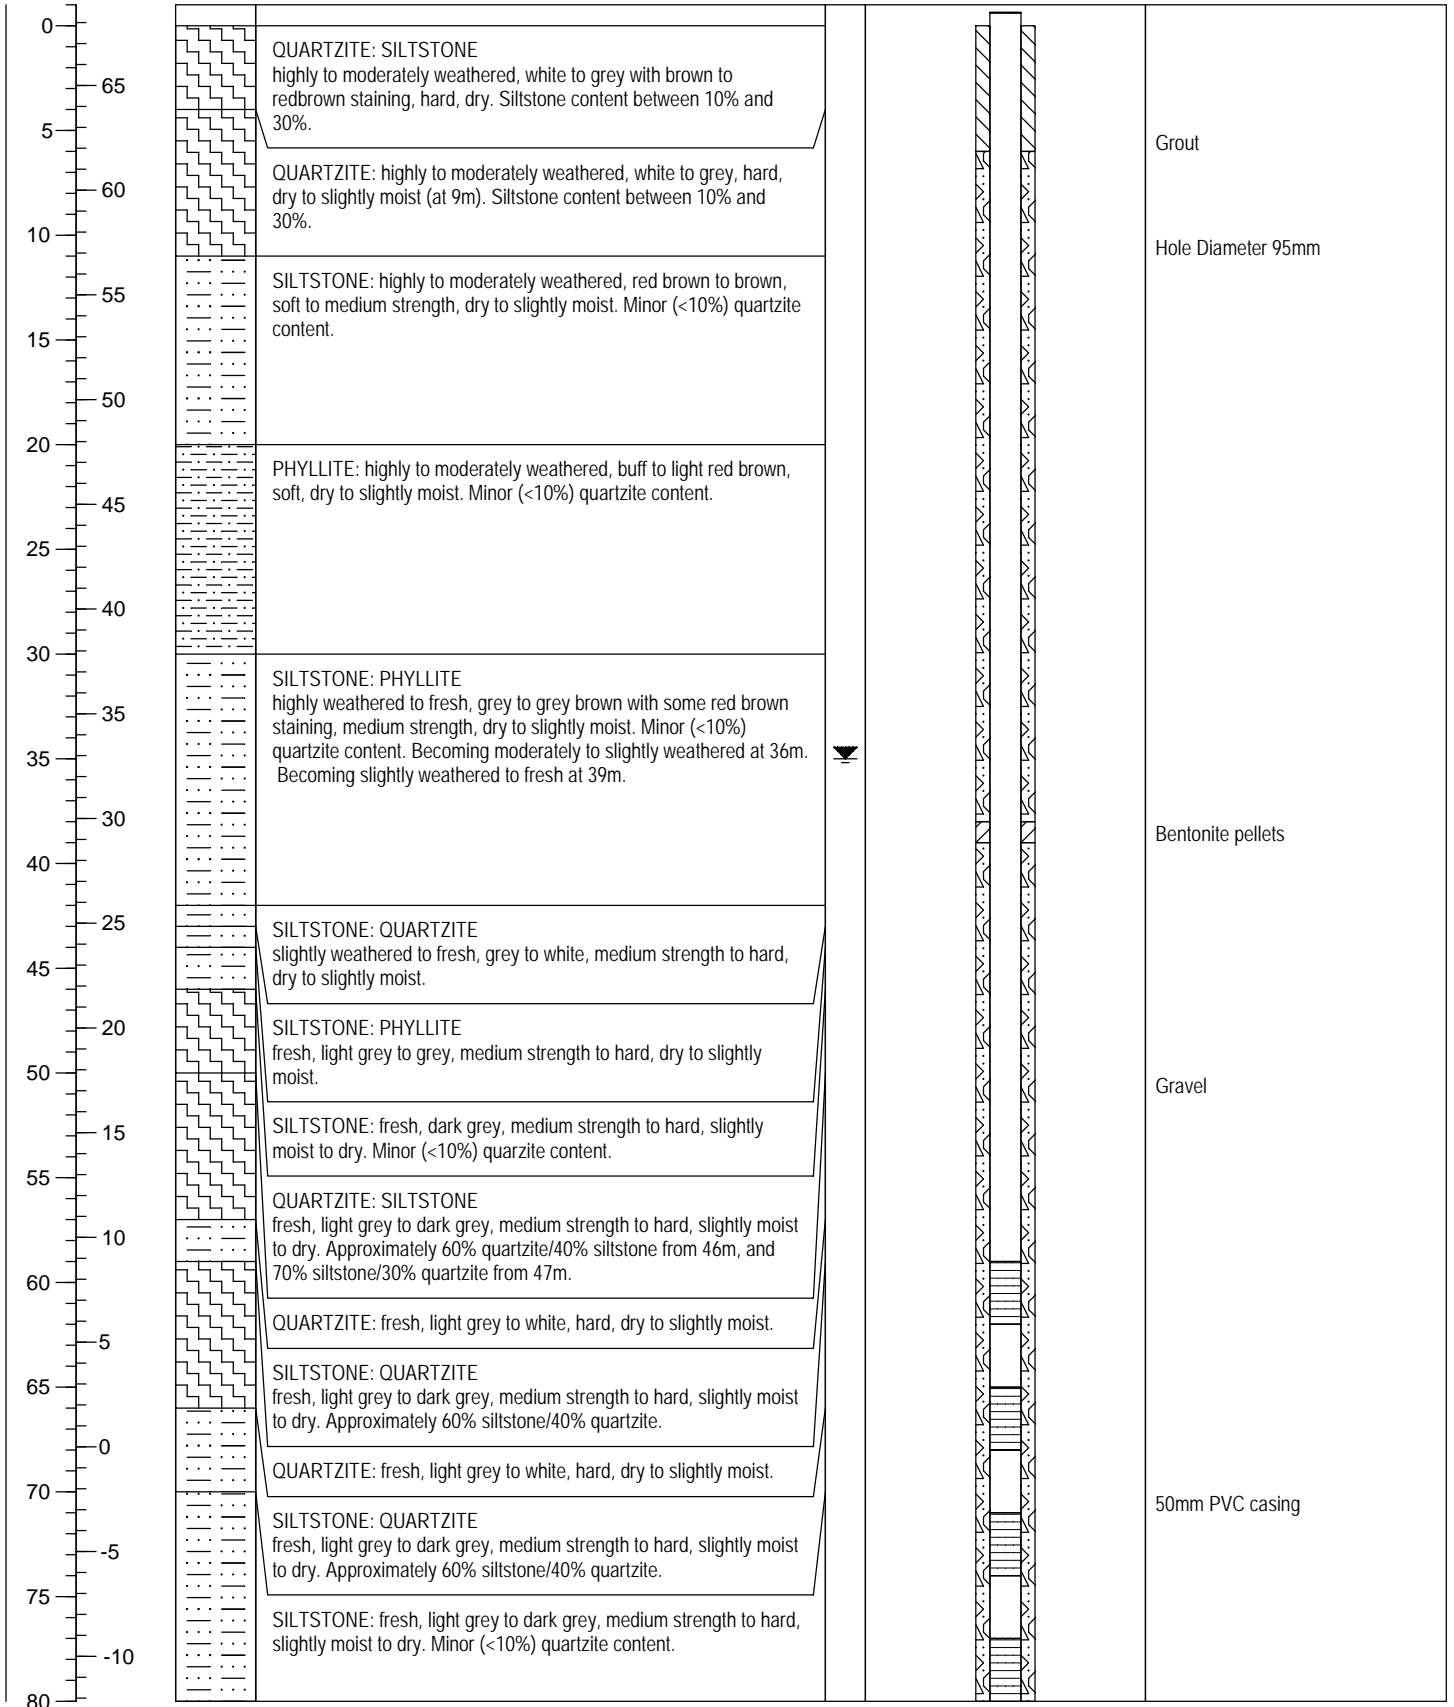 0
5
10
15
20
25
30
35
40
45
50
55
60
65
70
75
80
65
60
55
50
45
40
35
30
25
20
15
10
5
0
-5
-10
QUARTZITE: SILTSTONE
highly to moderately weathered, white to grey with brown to
redbrown staining, hard, dry. Siltstone content between 10% and
30%.
QUARTZITE: highly to moderately weathered, white to grey, hard,
dry to slightly moist (at 9m). Siltstone content between 10% and
30%.
SILTSTONE: highly to moderately weathered, red brown to brown,
soft to medium strength, dry to slightly moist. Minor (<10%) quartzite
content.
PHYLLITE: highly to moderately weathered, buff to light red brown,
soft, dry to slightly moist. Minor (<10%) quartzite content.
SILTSTONE: PHYLLITE
highly weathered to fresh, grey to grey brown with some red brown
staining, medium strength, dry to slightly moist. Minor (<10%)
quartzite content. Becoming moderately to slightly weathered at 36m.
Becoming slightly weathered to fresh at 39m.
SILTSTONE: QUARTZITE
slightly weathered to fresh, grey to white, medium strength to hard,
dry to slightly moist.
SILTSTONE: PHYLLITE
fresh, light grey to grey, medium strength to hard, dry to slightly
moist.
SILTSTONE: fresh, dark grey, medium strength to hard, slightly
moist to dry. Minor (<10%) quarzite content.
QUARTZITE: SILTSTONE
fresh, light grey to dark grey, medium strength to hard, slightly moist
to dry. Approximately 60% quartzite/40% siltstone from 46m, and
70% siltstone/30% quartzite from 47m.
QUARTZITE: fresh, light grey to white, hard, dry to slightly moist.
SILTSTONE: QUARTZITE
fresh, light grey to dark grey, medium strength to hard, slightly moist
to dry. Approximately 60% siltstone/40% quartzite.
QUARTZITE: fresh, light grey to white, hard, dry to slightly moist.
SILTSTONE: QUARTZITE
fresh, light grey to dark grey, medium strength to hard, slightly moist
to dry. Approximately 60% siltstone/40% quartzite.
SILTSTONE: fresh, light grey to dark grey, medium strength to hard,
slightly moist to dry. Minor (<10%) quartzite content.
Grout
Hole Diameter 95mm
Bentonite pellets
Gravel
50mm PVC casing